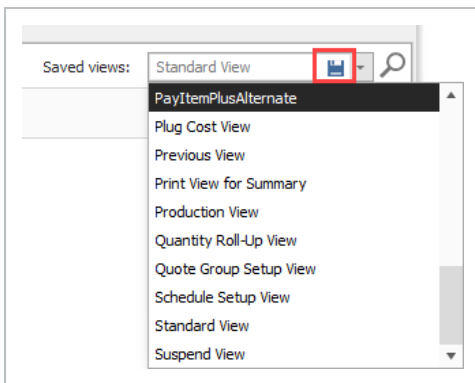 Saved views: Standard View
PayItemPlusAlternate
Plug Cost View
Previous View
Print View for Summary
Production View
Quantity Roll-Up View
Quote Group Setup View
Schedule Setup View
Standard View
Suspend View